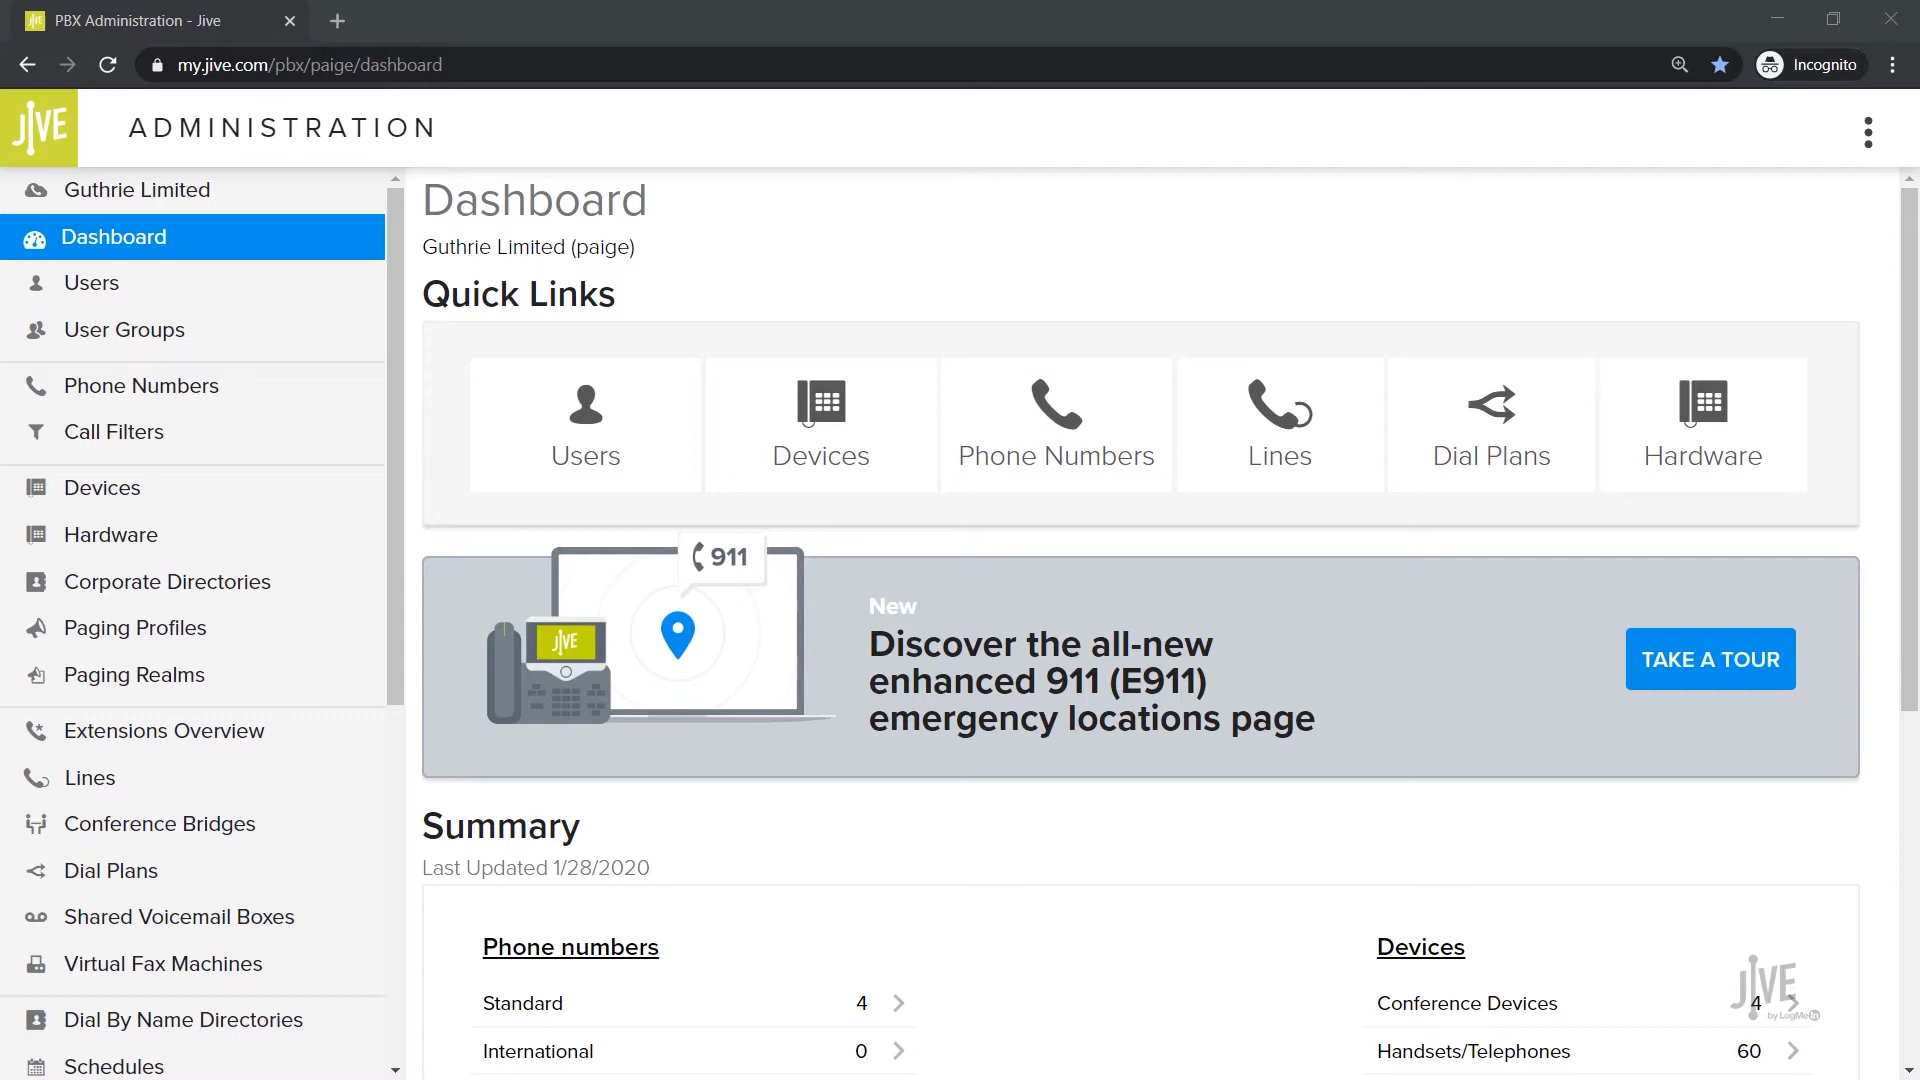 JIVE
PBX Administration - Jive
my.jive.com/pbx/paige/dashboard
Incognito
JIVE
ADMINISTRATION
Guthrie Limited
Dashboard
Users
User Groups
Phone Numbers
Call Filters
Devices
Hardware
Corporate Directories
Paging Profiles
Paging Realms
Extensions Overview
Lines
Conference Bridges
Dial Plans
Shared Voicemail Boxes
Virtual Fax Machines
Dial By Name Directories
Schedules
Dashboard
Guthrie Limited (paige)
Quick Links
Users
Devices
Phone Numbers
Lines
Dial Plans
Hardware
911
JIVE
New
Discover the all-new
enhanced 911 (E911)
emergency locations page
TAKE A TOUR
Summary
Last Updated 1/28/2020
Phone numbers
Standard 4
International 0
Devices
Conference Devices 4
Handsets/Telephones 60
JIVE
by LogMeIn